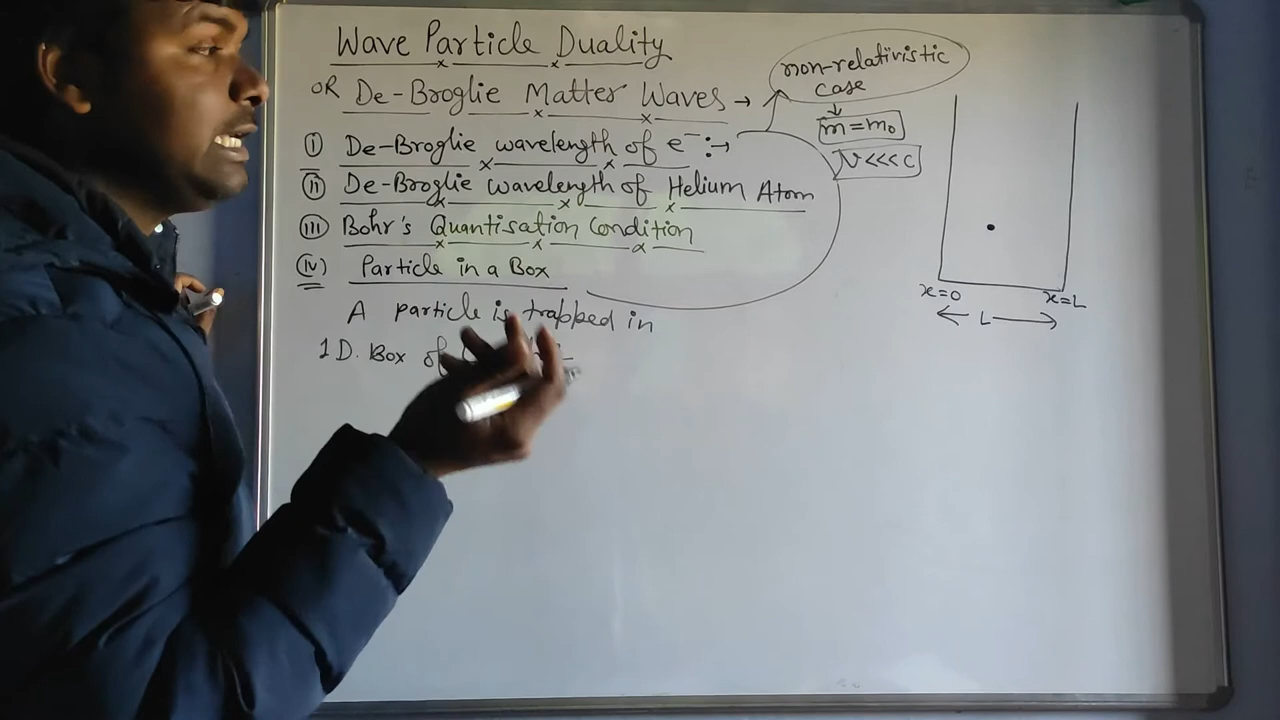 Wave Particle Duality
OR De-Broglie Matter Waves →
(i) De-Broglie wavelength of e⁻ :→
(ii) De-Broglie wavelength of Helium Atom
(iii) Bohr's Quantisation Condition
(iv) Particle in a Box
A particle is trapped in
1D. Box of
non-relativistic
case
m = m₀
v <<< c
x=0
x=L
← L →